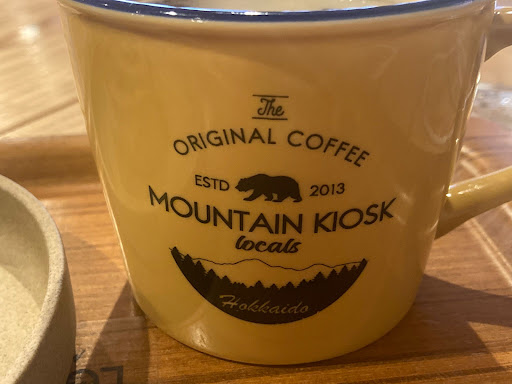 The
ORIGINAL COFFEE
ESTD 2013
MOUNTAIN KIOSK
locals
Hokkaido